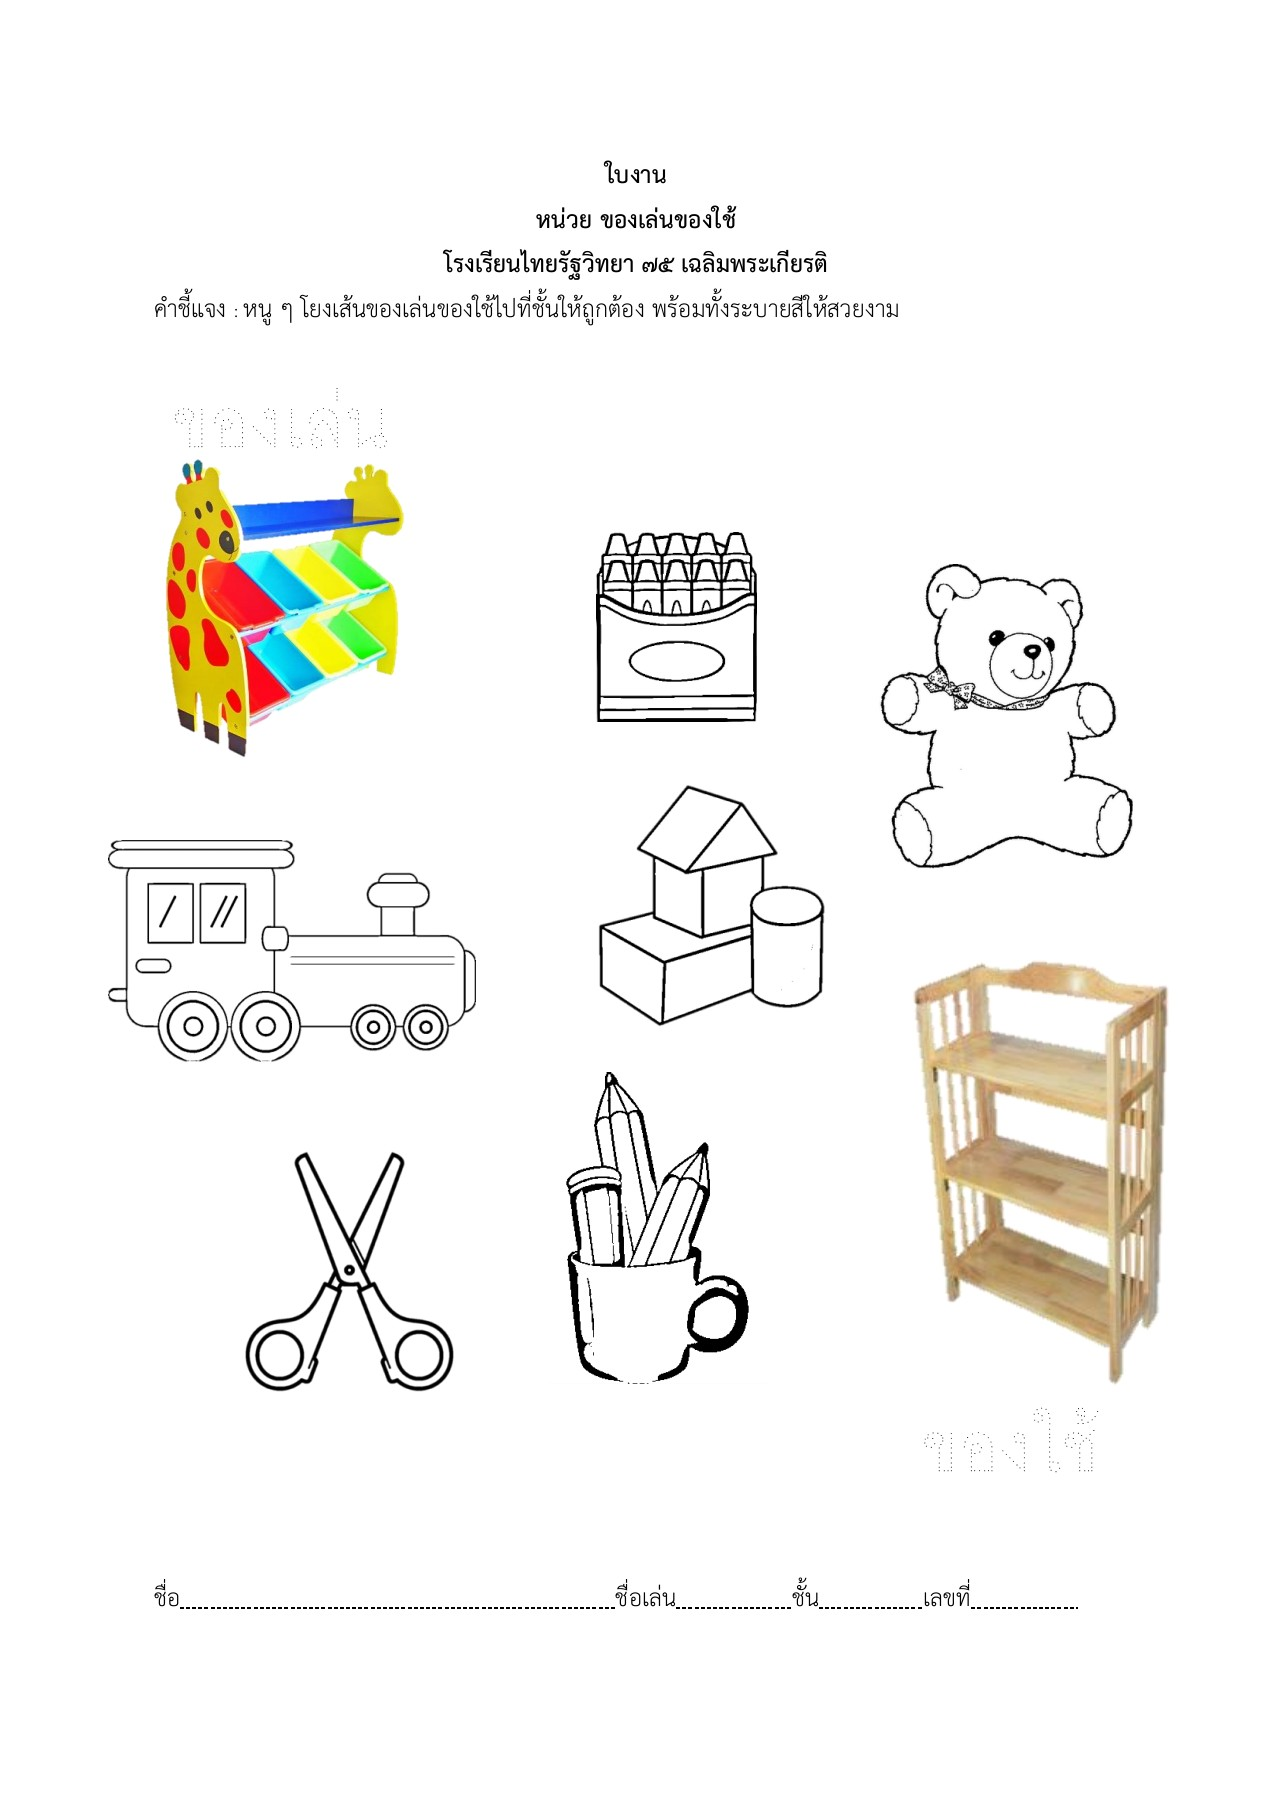 ใบงาน
หน่วย ของเล่นของใช้
โรงเรียนไทยรัฐวิทยา ๗๕ เฉลิมพระเกียรติ
คำชี้แจง : หนู ๆ โยงเส้นของเล่นของใช้ไปที่ชั้นให้ถูกต้อง พร้อมทั้งระบายสีให้สวยงาม
ของเล่น
ของใช้
ชื่อ ชื่อเล่น ชั้น เลขที่